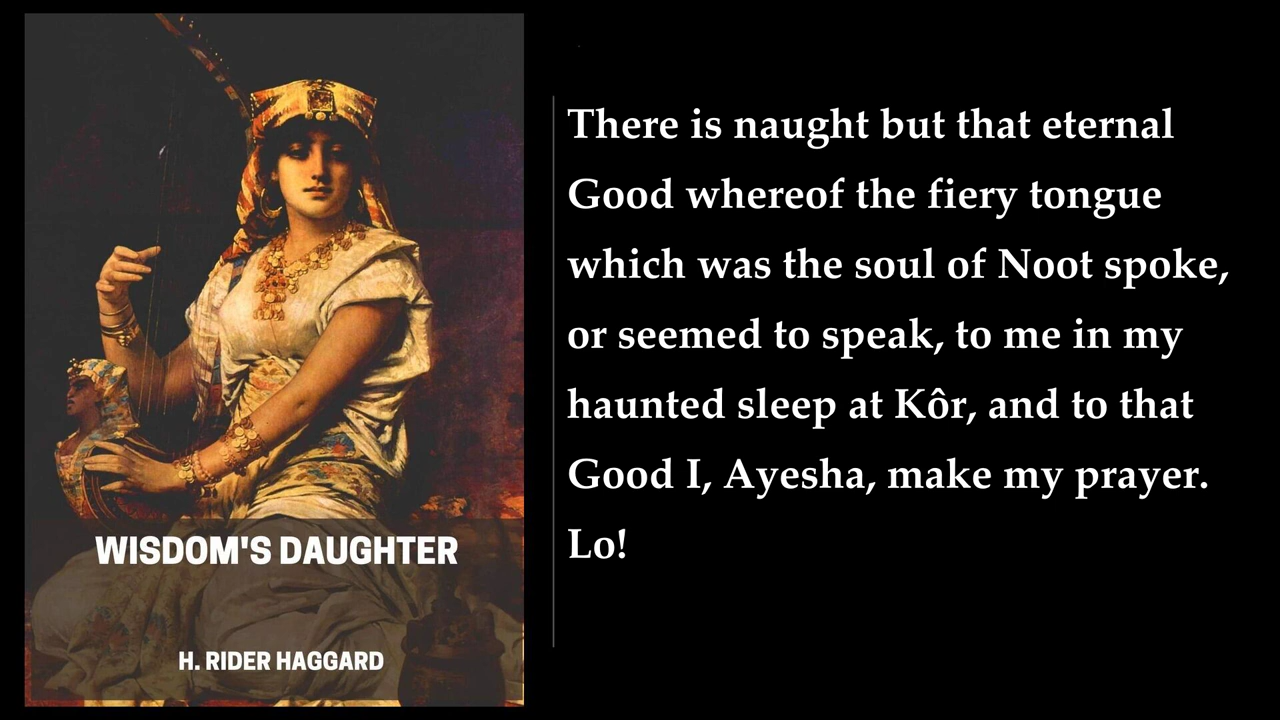 There is naught but that eternal
Good whereof the fiery tongue
which was the soul of Noot spoke,
or seemed to speak, to me in my
haunted sleep at Kôr, and to that
Good I, Ayesha, make my prayer.
Lo!
WISDOM'S DAUGHTER
H. RIDER HAGGARD